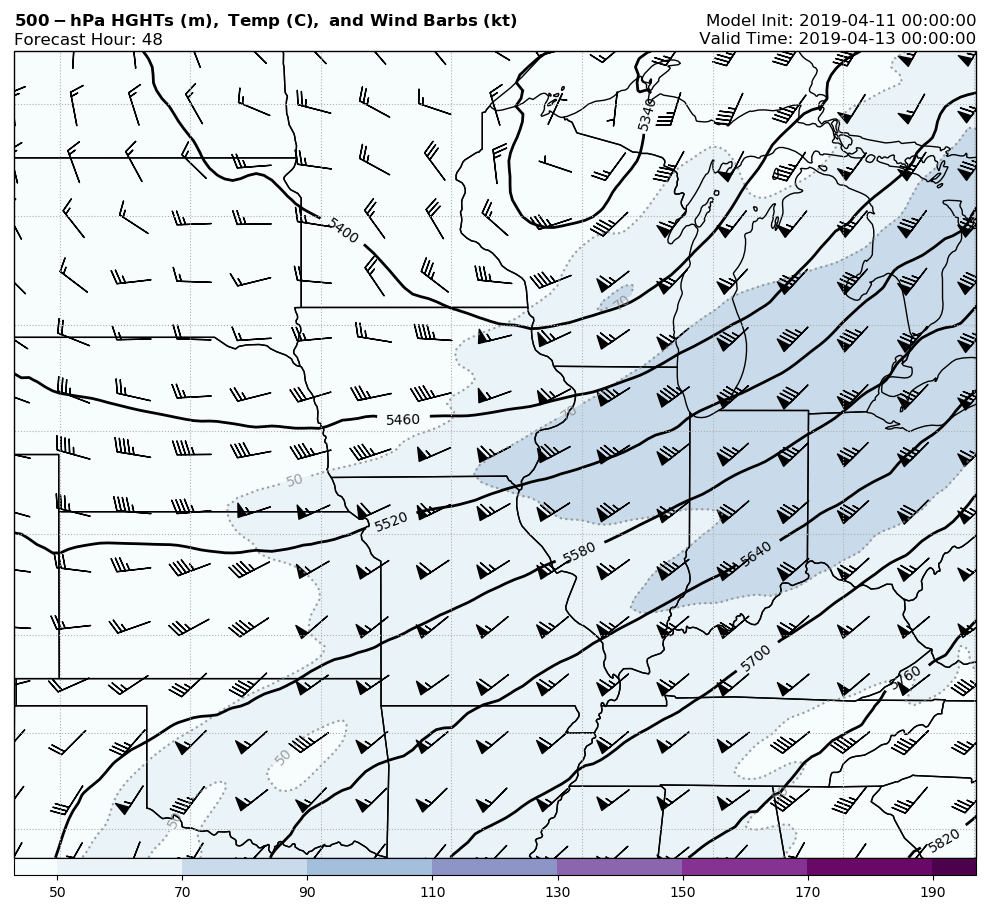 500-hPa HGHTs (m), Temp (C), and Wind Barbs (kt)
Model Init: 2019-04-11 00:00:00
Forecast Hour: 48
Valid Time: 2019-04-13 00:00:00
5340
5400
70
5460
70
50
5520
5580
5640
5700
5760
50
50
5820
50 70 90 110 130 150 170 190